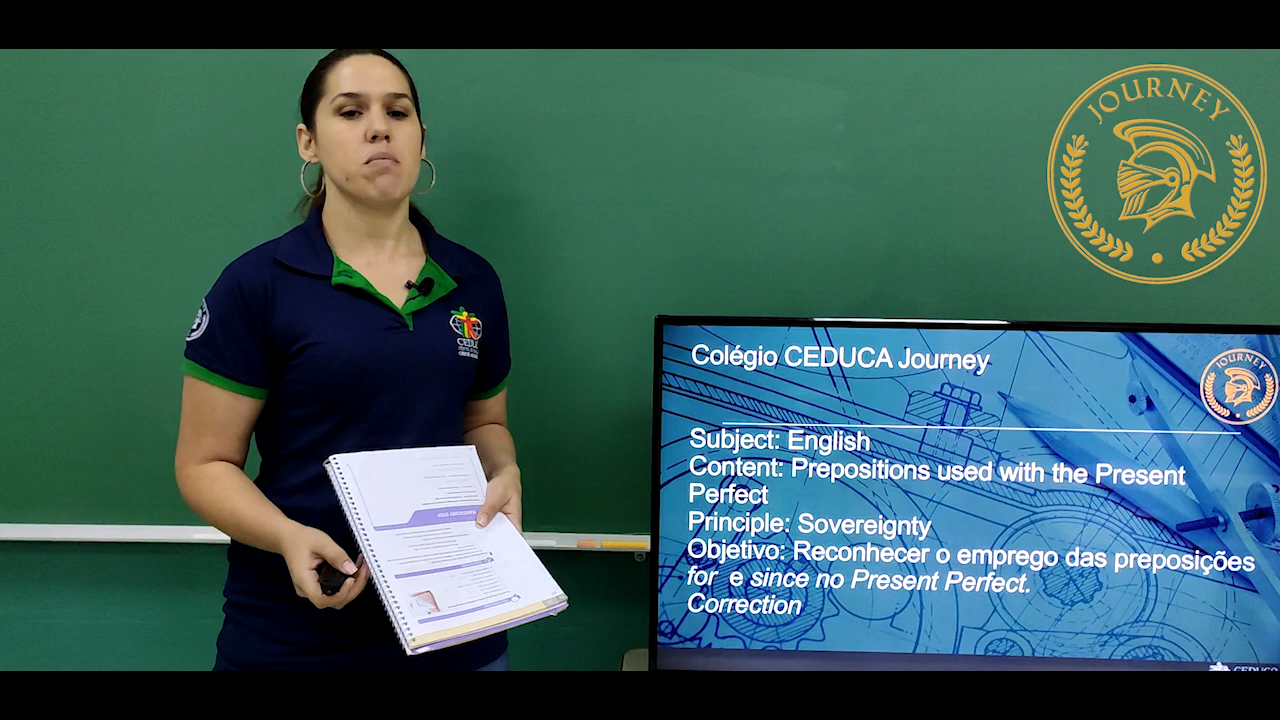 JOURNEY
Colégio CEDUCA Journey
JOURNEY
Subject: English
Content: Prepositions used with the Present
Perfect
Principle: Sovereignty
Objetivo: Reconhecer o emprego das preposições
for e since no Present Perfect.
Correction